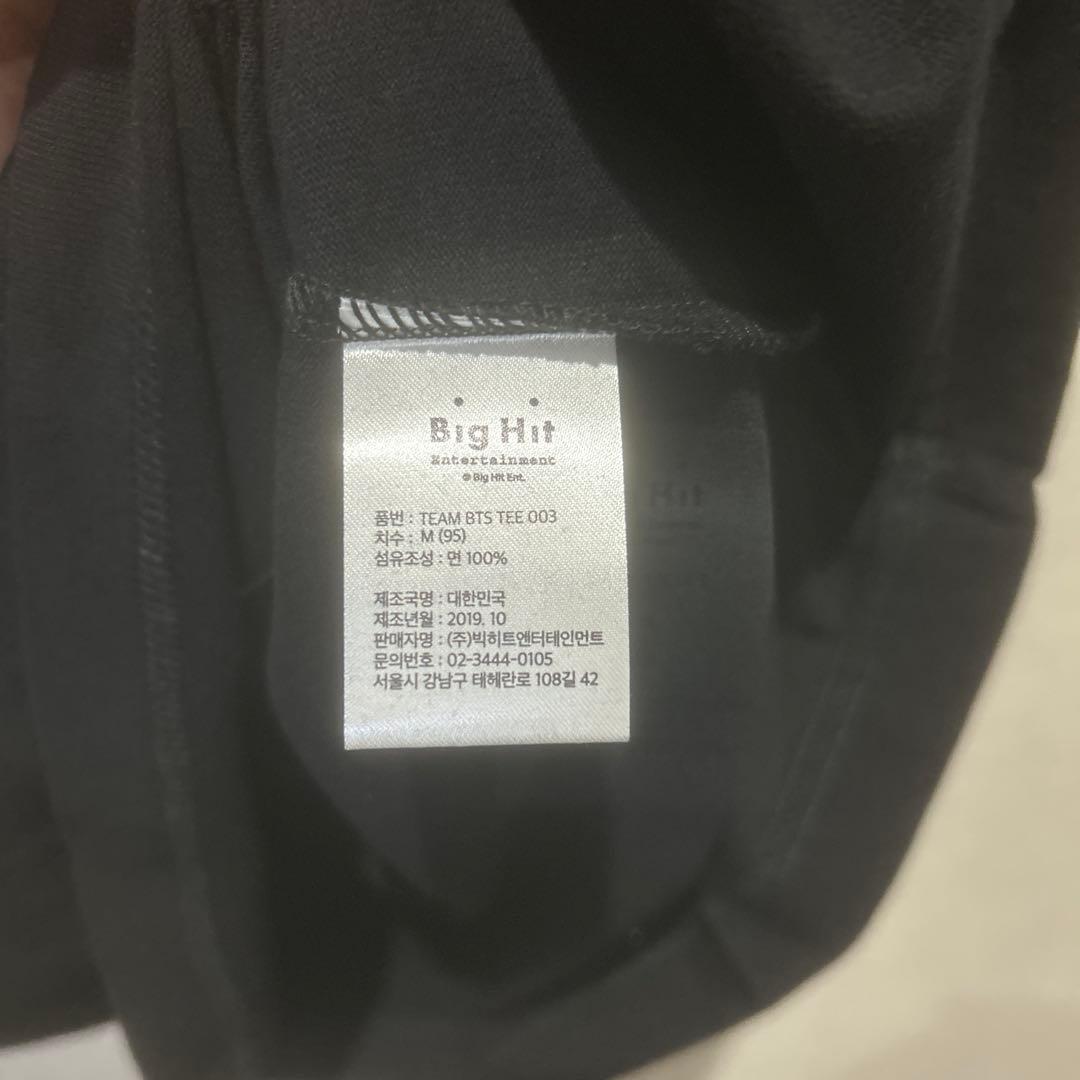 Big Hit
Entertainment
© Big Hit Ent.
품번 : TEAM BTS TEE 003
치수 : M (95)
섬유조성 : 면 100%
제조국명 : 대한민국
제조년월 : 2019. 10
판매자명 : (주)빅히트엔터테인먼트
문의번호 : 02-3444-0105
서울시 강남구 테헤란로 108길 42